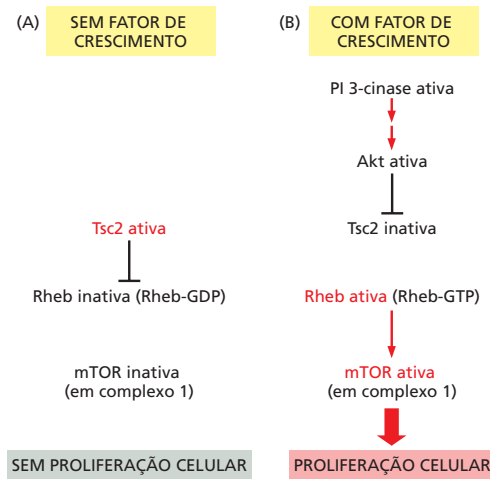 (A) SEM FATOR DE
CRESCIMENTO
Tsc2 ativa
Rheb inativa (Rheb-GDP)
mTOR inativa
(em complexo 1)
SEM PROLIFERAÇÃO CELULAR
(B) COM FATOR DE
CRESCIMENTO
PI 3-cinase ativa
Akt ativa
Tsc2 inativa
Rheb ativa (Rheb-GTP)
mTOR ativa
(em complexo 1)
PROLIFERAÇÃO CELULAR